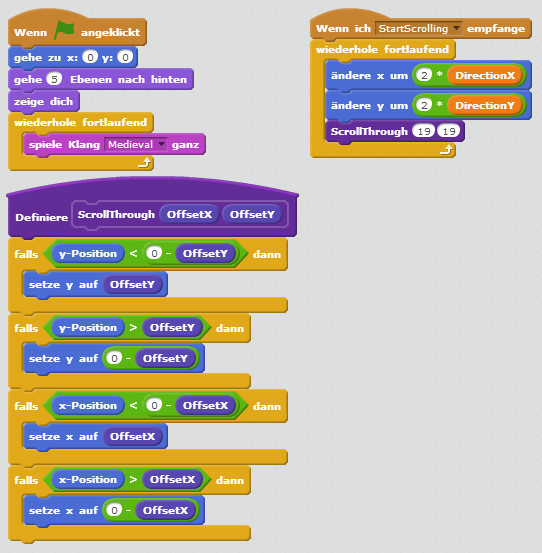 Wenn angeklickt
gehe zu x: 0 y: 0
gehe 5 Ebenen nach hinten
zeige dich
wiederhole fortlaufend
spiele Klang Medieval ganz
Wenn ich StartScrolling empfange
wiederhole fortlaufend
ändere x um 2 * DirectionX
ändere y um 2 * DirectionY
ScrollThrough 19 19
Definiere ScrollThrough OffsetX OffsetY
falls y-Position < 0 - OffsetY dann
setze y auf OffsetY
falls y-Position > OffsetY dann
setze y auf 0 - OffsetY
falls x-Position < 0 - OffsetX dann
setze x auf OffsetX
falls x-Position > OffsetX dann
setze x auf 0 - OffsetX